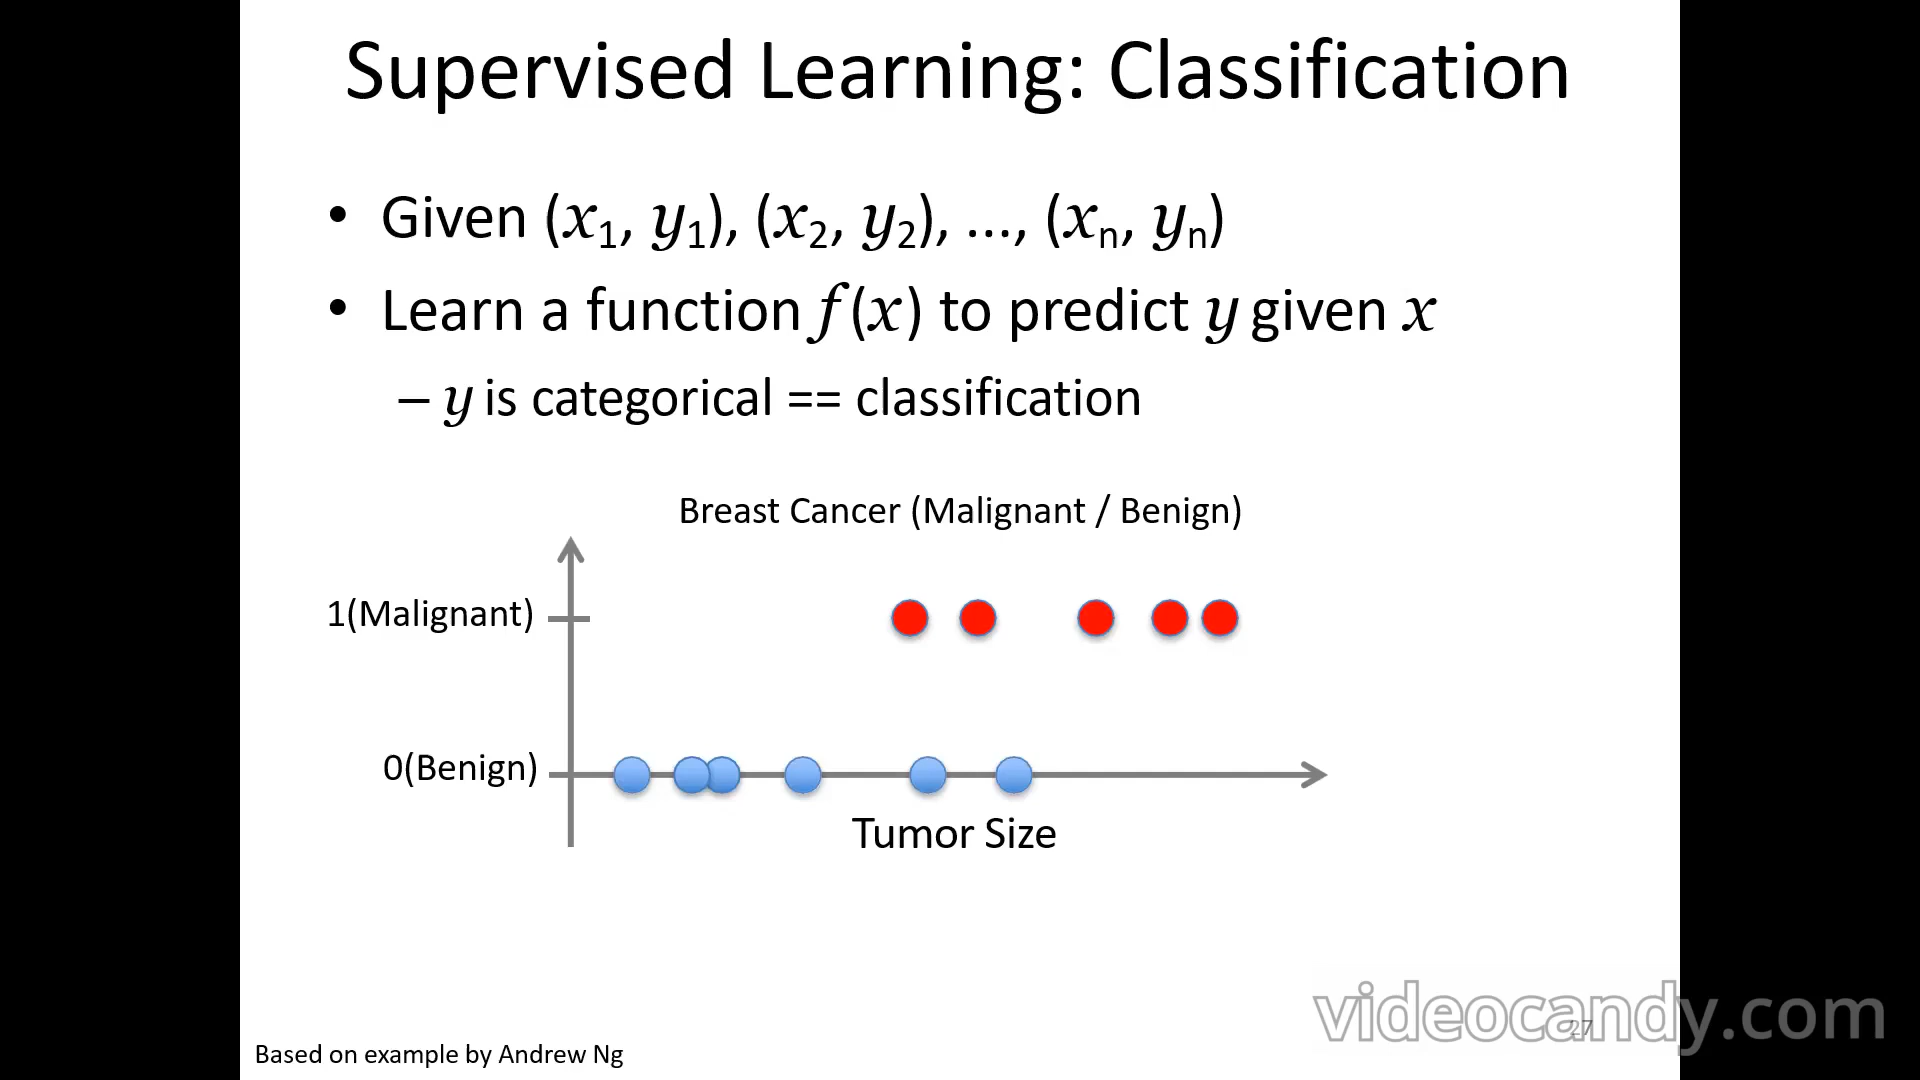 Supervised Learning: Classification
• Given (x₁, y₁), (x₂, y₂), ..., (xₙ, yₙ)
• Learn a function f(x) to predict y given x
– y is categorical == classification
Breast Cancer (Malignant / Benign)
1(Malignant)
0(Benign)
Tumor Size
videocandy.com
27
Based on example by Andrew Ng